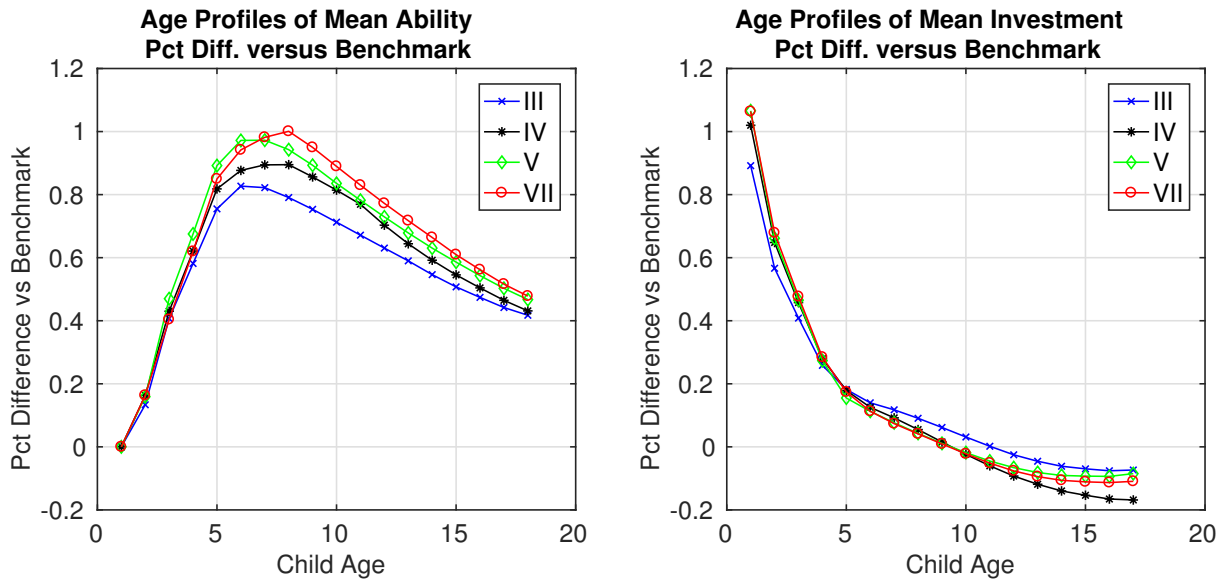 Age Profiles of Mean Ability
Pct Diff. versus Benchmark
1.2
1
0.8
0.6
0.4
0.2
0
-0.2
Pct Difference vs Benchmark
0 5 10 15 20
Child Age
III
IV
V
VII
Age Profiles of Mean Investment
Pct Diff. versus Benchmark
1.2
1
0.8
0.6
0.4
0.2
0
-0.2
Pct Difference vs Benchmark
0 5 10 15 20
Child Age
III
IV
V
VII